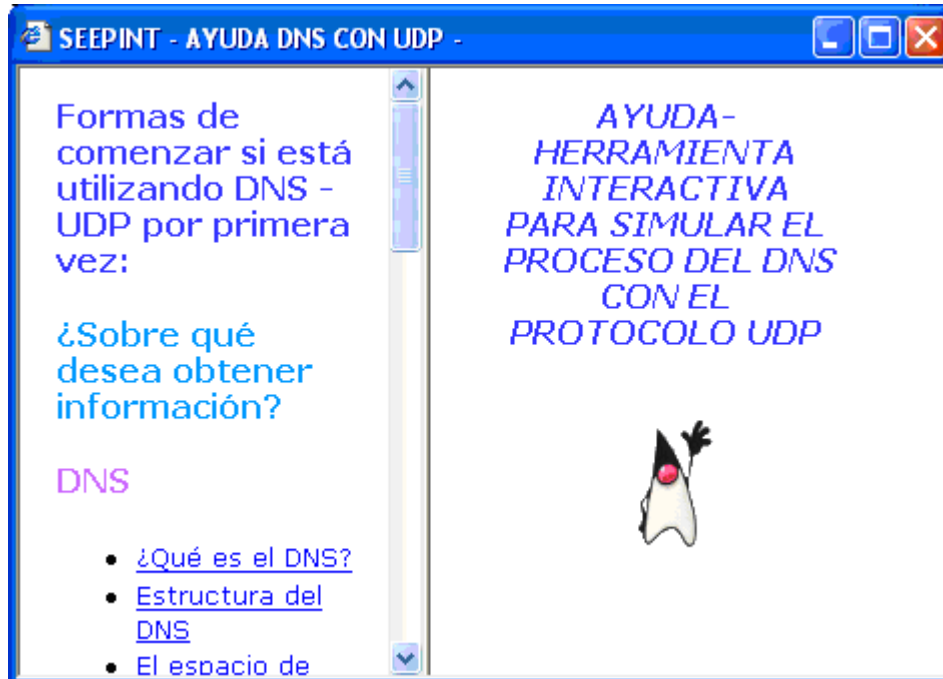 SEEPINT - AYUDA DNS CON UDP -
Formas de
comenzar si está
utilizando DNS -
UDP por primera
vez:
¿Sobre qué
desea obtener
información?
DNS
¿Qué es el DNS?
Estructura del
DNS
El espacio de
AYUDA-
HERRAMIENTA
INTERACTIVA
PARA SIMULAR EL
PROCESO DEL DNS
CON EL
PROTOCOLO UDP